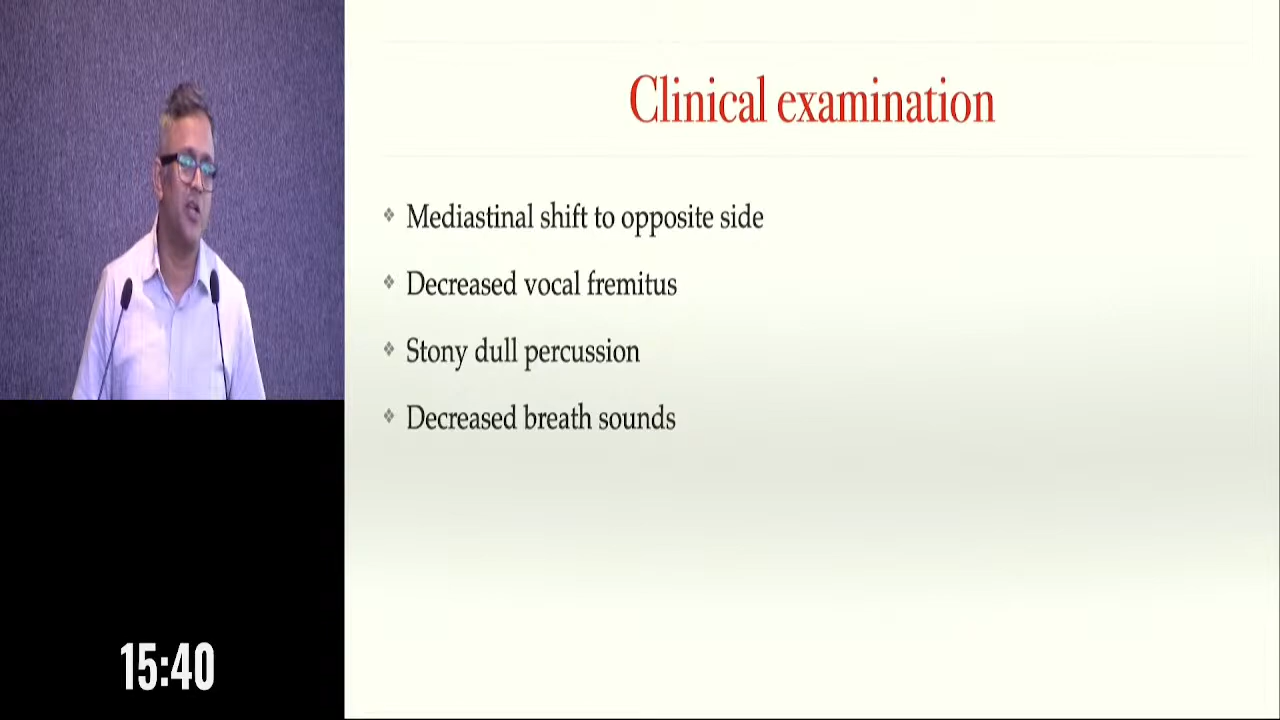 Clinical examination
Mediastinal shift to opposite side
Decreased vocal fremitus
Stony dull percussion
Decreased breath sounds
15:40